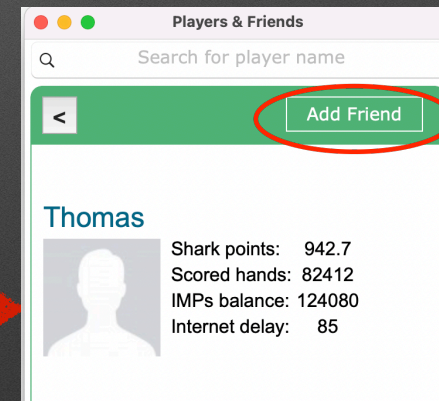 Players & Friends
Search for player name
<
Add Friend
Thomas
Shark points: 942.7
Scored hands: 82412
IMPs balance: 124080
Internet delay: 85